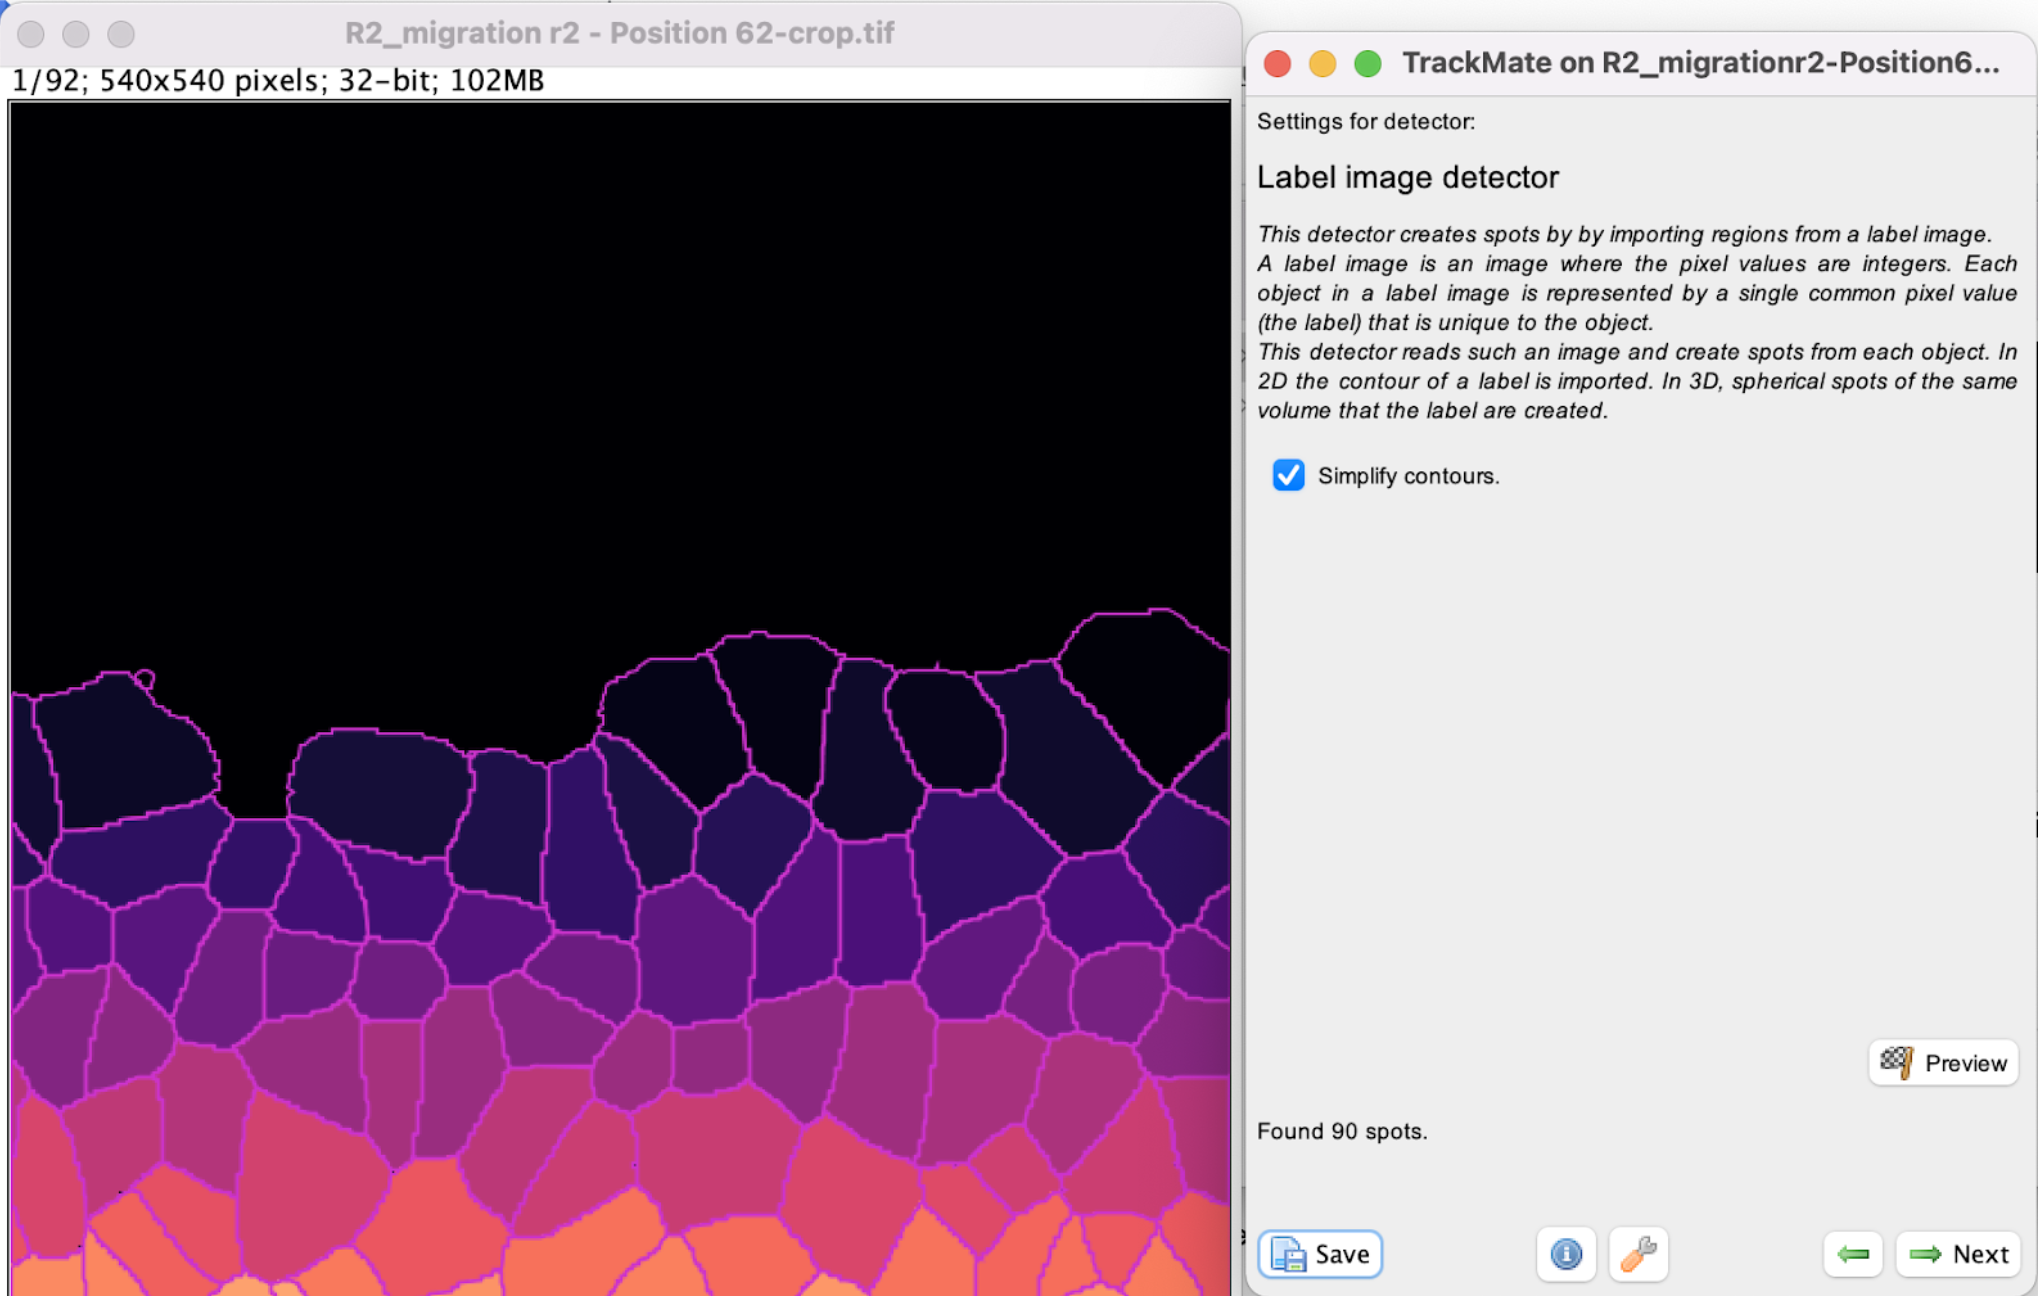 R2_migration r2 - Position 62-crop.tif
1/92; 540x540 pixels; 32-bit; 102MB
TrackMate on R2_migrationr2-Position6...
Settings for detector:
Label image detector
This detector creates spots by by importing regions from a label image.
A label image is an image where the pixel values are integers. Each
object in a label image is represented by a single common pixel value
(the label) that is unique to the object.
This detector reads such an image and create spots from each object. In
2D the contour of a label is imported. In 3D, spherical spots of the same
volume that the label are created.
Simplify contours.
Preview
Found 90 spots.
Save
Next